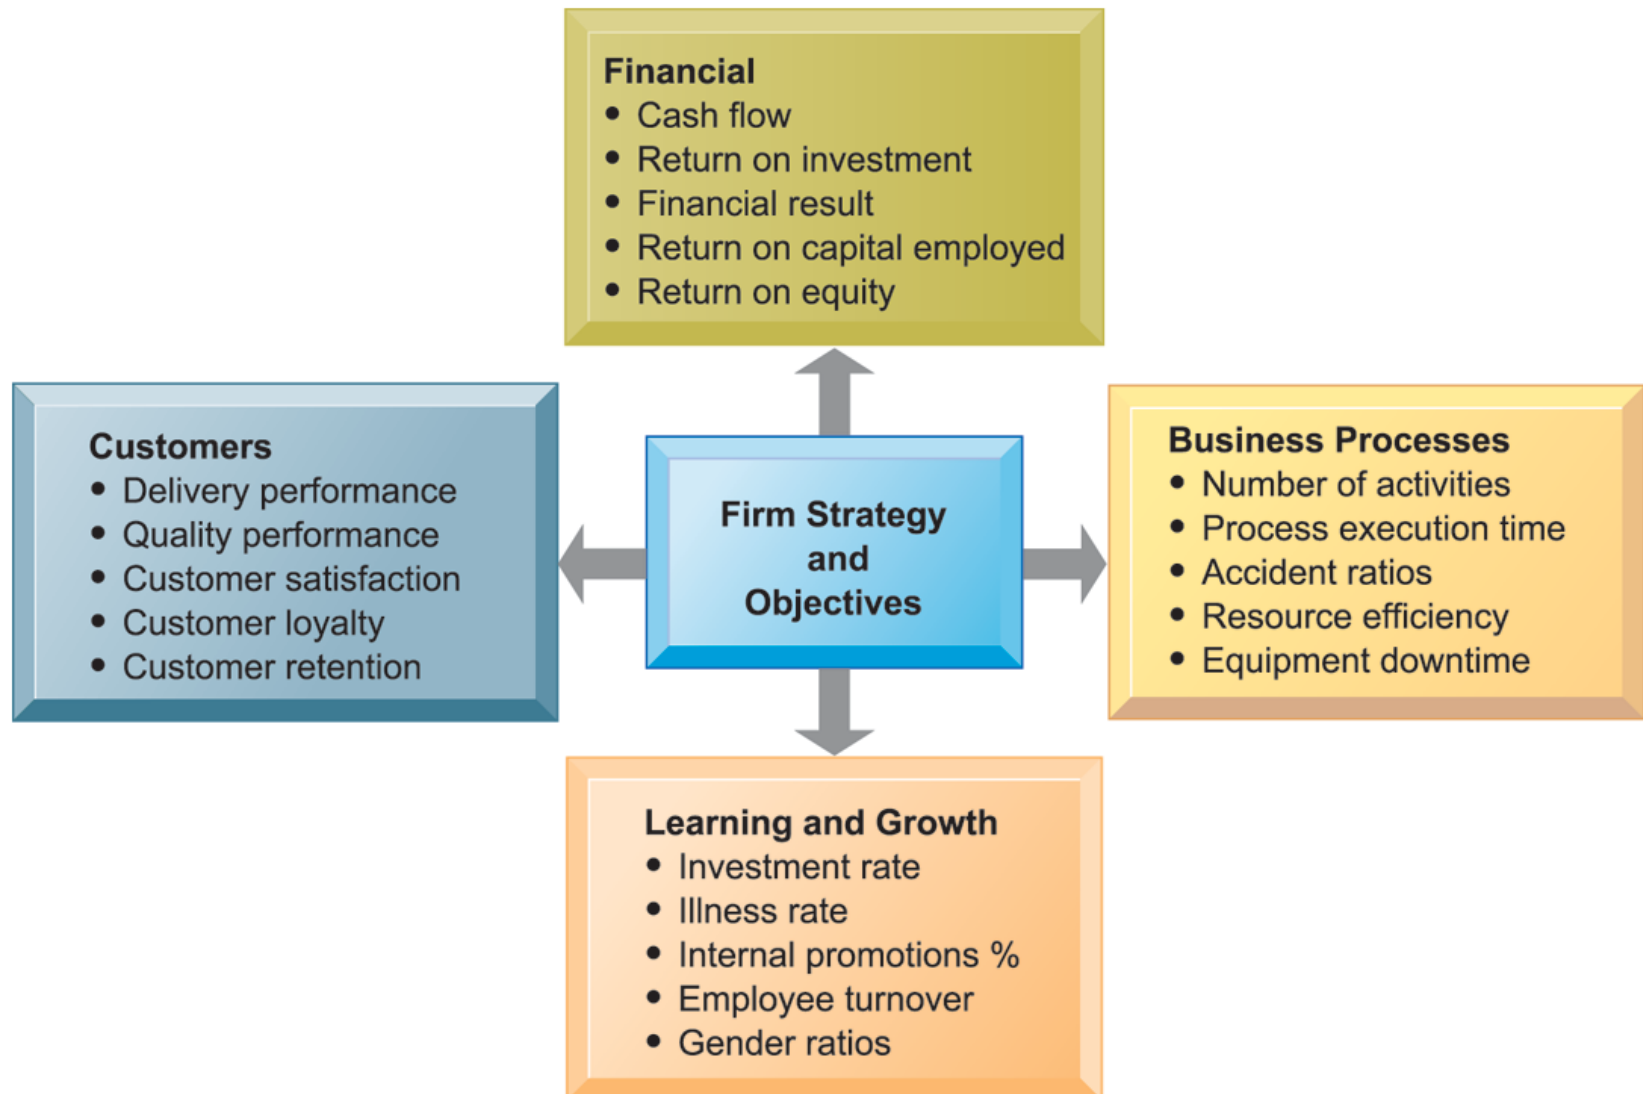 Financial
• Cash flow
• Return on investment
• Financial result
• Return on capital employed
• Return on equity
Customers
• Delivery performance
• Quality performance
• Customer satisfaction
• Customer loyalty
• Customer retention
Firm Strategy
and
Objectives
Business Processes
• Number of activities
• Process execution time
• Accident ratios
• Resource efficiency
• Equipment downtime
Learning and Growth
• Investment rate
• Illness rate
• Internal promotions %
• Employee turnover
• Gender ratios